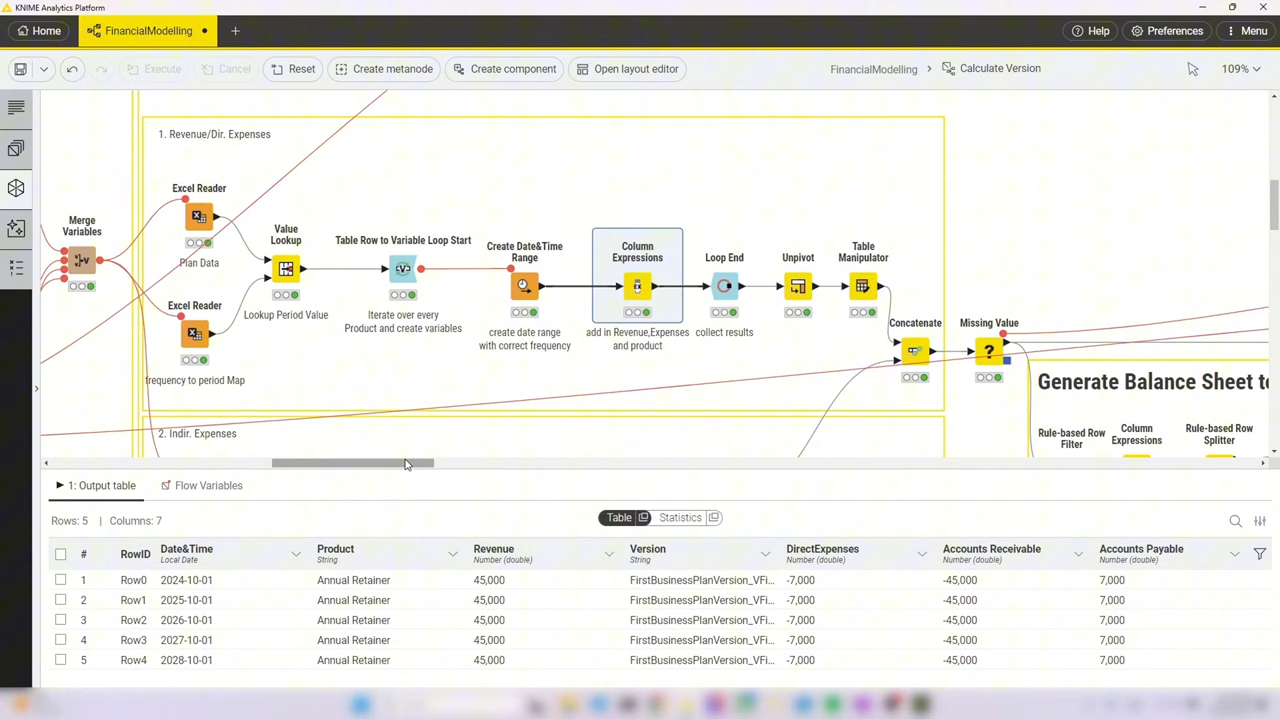 KNIME Analytics Platform
Home
FinancialModelling
Help
Preferences
Menu
Execute
Cancel
Reset
Create metanode
Create component
Open layout editor
FinancialModelling
Calculate Version
109%
1. Revenue/Dir. Expenses
Excel Reader
Plan Data
Merge
Variables
Value
Lookup
Lookup Period Value
Table Row to Variable Loop Start
Iterate over every
Product and create variables
Create Date&Time
Range
create date range
with correct frequency
Column
Expressions
add in Revenue,Expenses
and product
Loop End
collect results
Unpivot
Table
Manipulator
Excel Reader
frequency to period Map
Concatenate
Missing Value
Generate Balance Sheet to
Rule-based Row
Filter
Column
Expressions
Rule-based Row
Splitter
2. Indir. Expenses
1: Output table
Flow Variables
Rows: 5 | Columns: 7
Table
Statistics
# RowID Date&Time Product Revenue Version DirectExpenses Accounts Receivable Accounts Payable
Local Date String Number (double) String Number (double) Number (double) Number (double)
1 Row0 2024-10-01 Annual Retainer 45,000 FirstBusinessPlanVersion_VFi... -7,000 -45,000 7,000
2 Row1 2025-10-01 Annual Retainer 45,000 FirstBusinessPlanVersion_VFi... -7,000 -45,000 7,000
3 Row2 2026-10-01 Annual Retainer 45,000 FirstBusinessPlanVersion_VFi... -7,000 -45,000 7,000
4 Row3 2027-10-01 Annual Retainer 45,000 FirstBusinessPlanVersion_VFi... -7,000 -45,000 7,000
5 Row4 2028-10-01 Annual Retainer 45,000 FirstBusinessPlanVersion_VFi... -7,000 -45,000 7,000